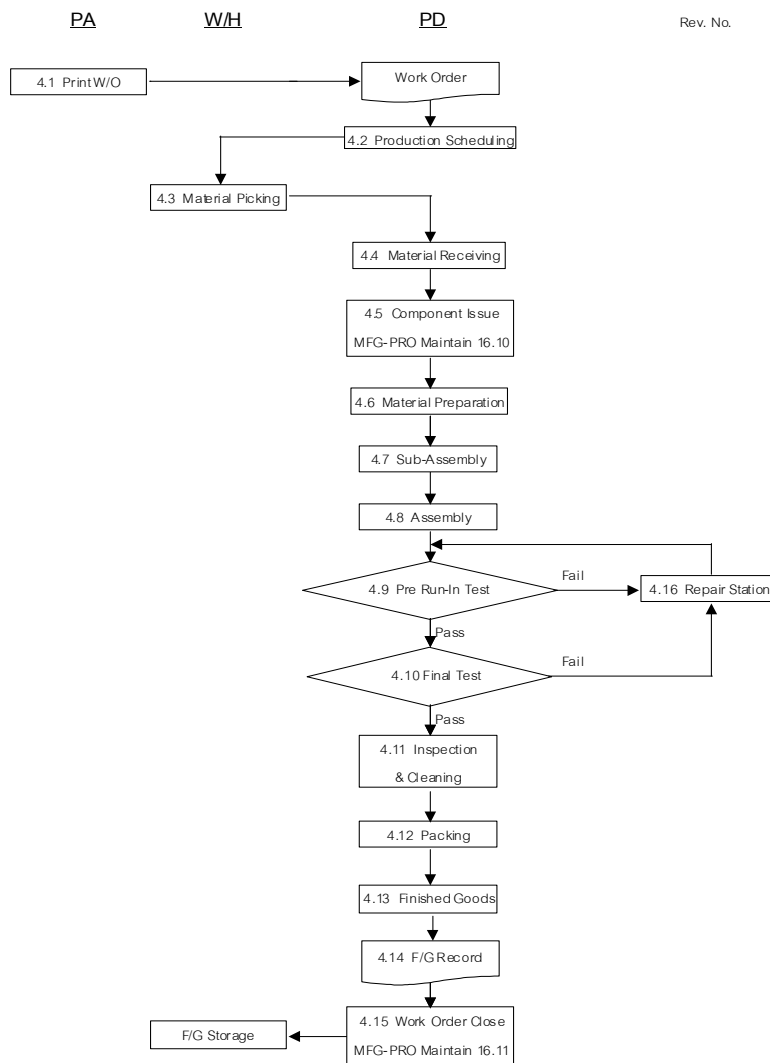 PA W/H PD Rev. No.
4.1 Print W/O
Work Order
4.2 Production Scheduling
4.3 Material Picking
4.4 Material Receiving
4.5 Component Issue
MFG-PRO Maintain 16.10
4.6 Material Preparation
4.7 Sub-Assembly
4.8 Assembly
4.9 Pre Run-In Test
Fail
4.16 Repair Station
Pass
4.10 Final Test
Fail
Pass
4.11 Inspection
& Cleaning
4.12 Packing
4.13 Finished Goods
4.14 F/G Record
4.15 Work Order Close
MFG-PRO Maintain 16.11
F/G Storage